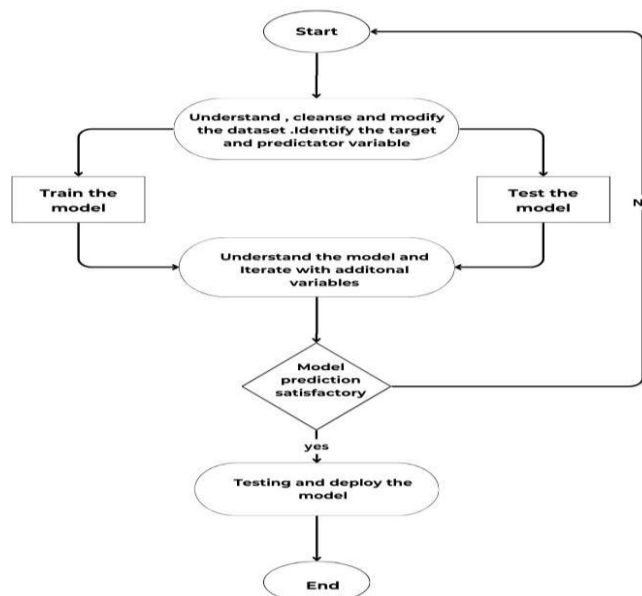 Start
Understand , cleanse and modify
the dataset .Identify the target
and predictator variable
Train the
model
Test the
model
Understand the model and
Iterate with additonal
variables
Model
prediction
satisfactory
yes
Testing and deploy the
model
End